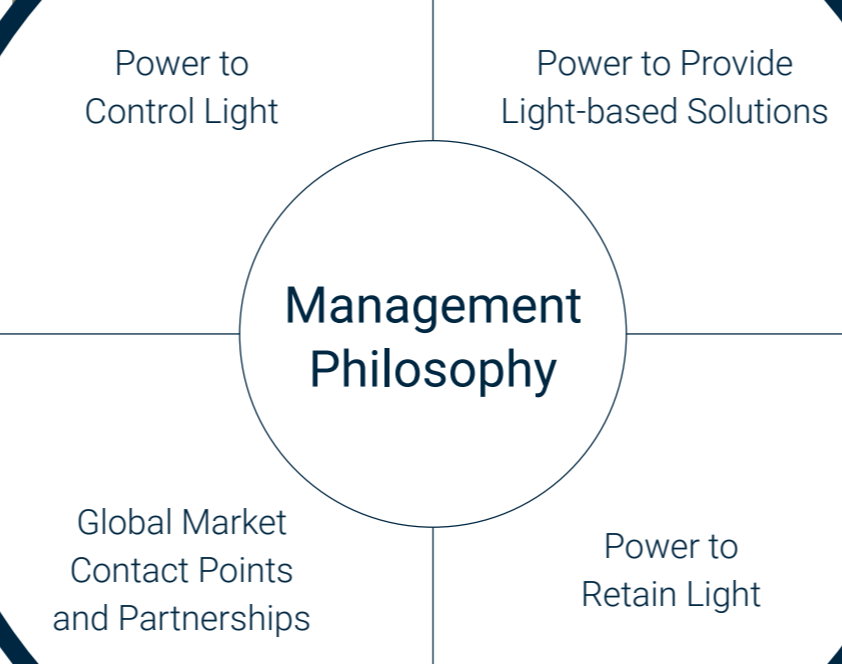 Power to
Control Light
Power to Provide
Light-based Solutions
Management
Philosophy
Global Market
Contact Points
and Partnerships
Power to
Retain Light